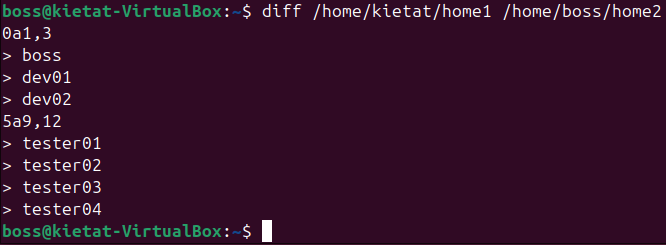 boss@kietat-VirtualBox:~$ diff /home/kietat/home1 /home/boss/home2
0a1,3
> boss
> dev01
> dev02
5a9,12
> tester01
> tester02
> tester03
> tester04
boss@kietat-VirtualBox:~$